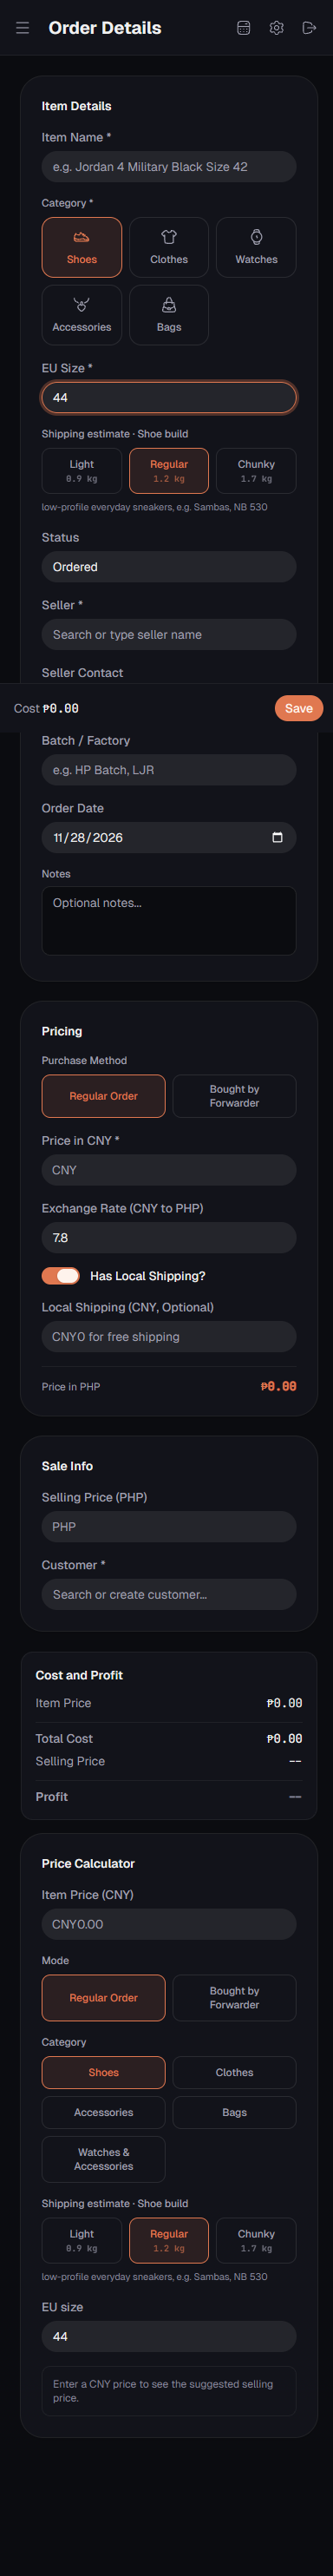 Order Details
Item Details
Item Name *
e.g. Jordan 4 Military Black Size 42
Category *
Shoes
Clothes
Watches
Accessories
Bags
EU Size *
44
Shipping estimate · Shoe build
Light
0.9 kg
Regular
1.2 kg
Chunky
1.7 kg
low-profile everyday sneakers, e.g. Sambas, NB 530
Status
Ordered
Seller *
Search or type seller name
Seller Contact
Cost ₱0.00
Save
Batch / Factory
e.g. HP Batch, LJR
Order Date
11/28/2026
Notes
Optional notes...
Pricing
Purchase Method
Regular Order
Bought by
Forwarder
Price in CNY *
CNY
Exchange Rate (CNY to PHP)
7.8
Has Local Shipping?
Local Shipping (CNY, Optional)
CNY0 for free shipping
Price in PHP
₱0.00
Sale Info
Selling Price (PHP)
PHP
Customer *
Search or create customer...
Cost and Profit
Item Price
₱0.00
Total Cost
₱0.00
Selling Price
--
Profit
--
Price Calculator
Item Price (CNY)
CNY0.00
Mode
Regular Order
Bought by
Forwarder
Category
Shoes
Clothes
Accessories
Bags
Watches &
Accessories
Shipping estimate · Shoe build
Light
0.9 kg
Regular
1.2 kg
Chunky
1.7 kg
low-profile everyday sneakers, e.g. Sambas, NB 530
EU size
44
Enter a CNY price to see the suggested selling
price.